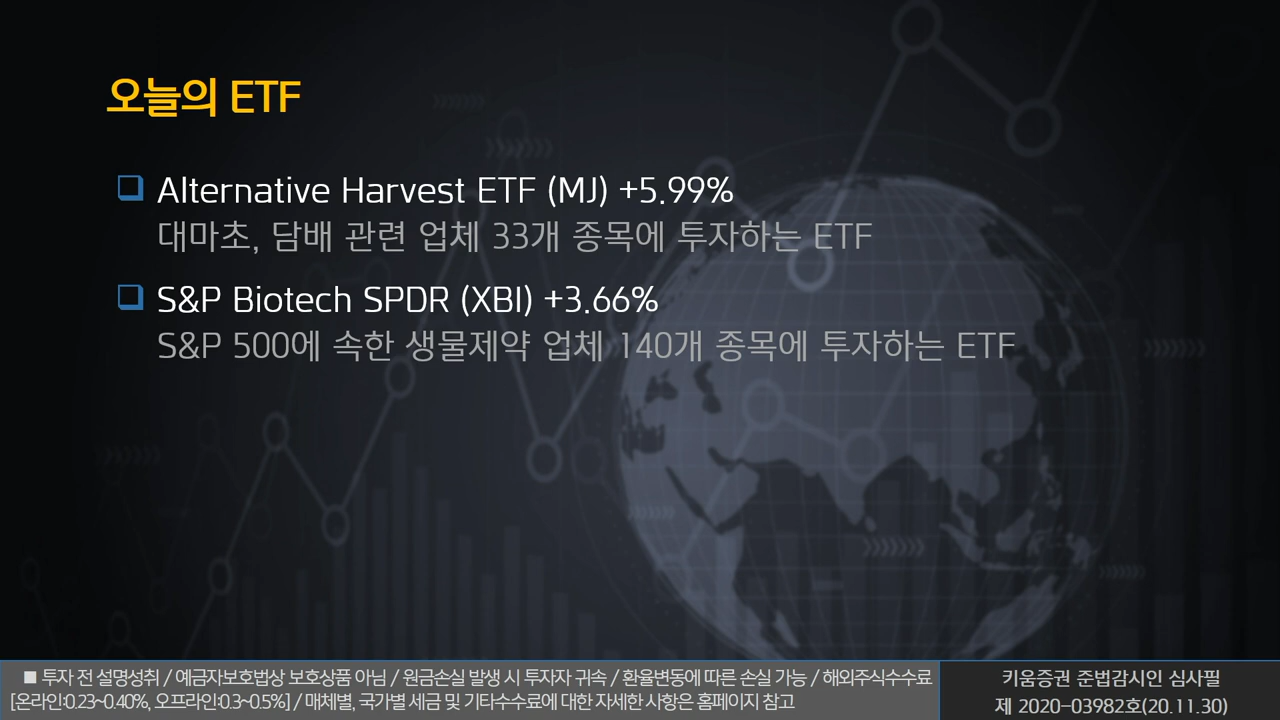 오늘의 ETF
❑ Alternative Harvest ETF (MJ) +5.99%
대마초, 담배 관련 업체 33개 종목에 투자하는 ETF
❑ S&P Biotech SPDR (XBI) +3.66%
S&P 500에 속한 생물제약 업체 140개 종목에 투자하는 ETF
■ 투자 전 설명성취 / 예금자보호법상 보호상품 아님 / 원금손실 발생 시 투자자 귀속 / 환율변동에 따른 손실 가능 / 해외주식수수료
[온라인:0.23~0.40%, 오프라인:0.3~0.5%] / 매체별, 국가별 세금 및 기타수수료에 대한 자세한 사항은 홈페이지 참고
키움증권 준법감시인 심사필
제 2020-03982호(20.11.30)